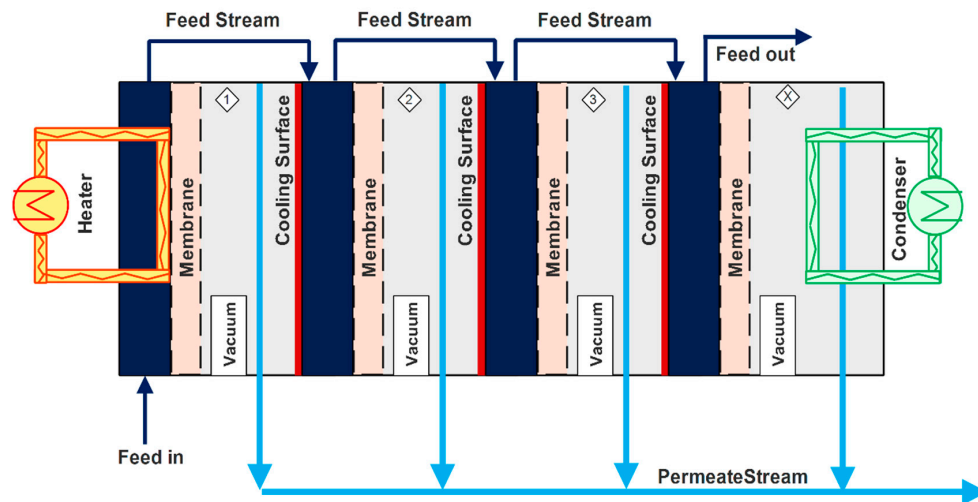 Feed Stream
Feed Stream
Feed Stream
Feed out
1
2
3
X
Heater
Membrane
Cooling Surface
Membrane
Cooling Surface
Membrane
Cooling Surface
Membrane
Condenser
Vacuum
Vacuum
Vacuum
Vacuum
Feed in
PermeateStream